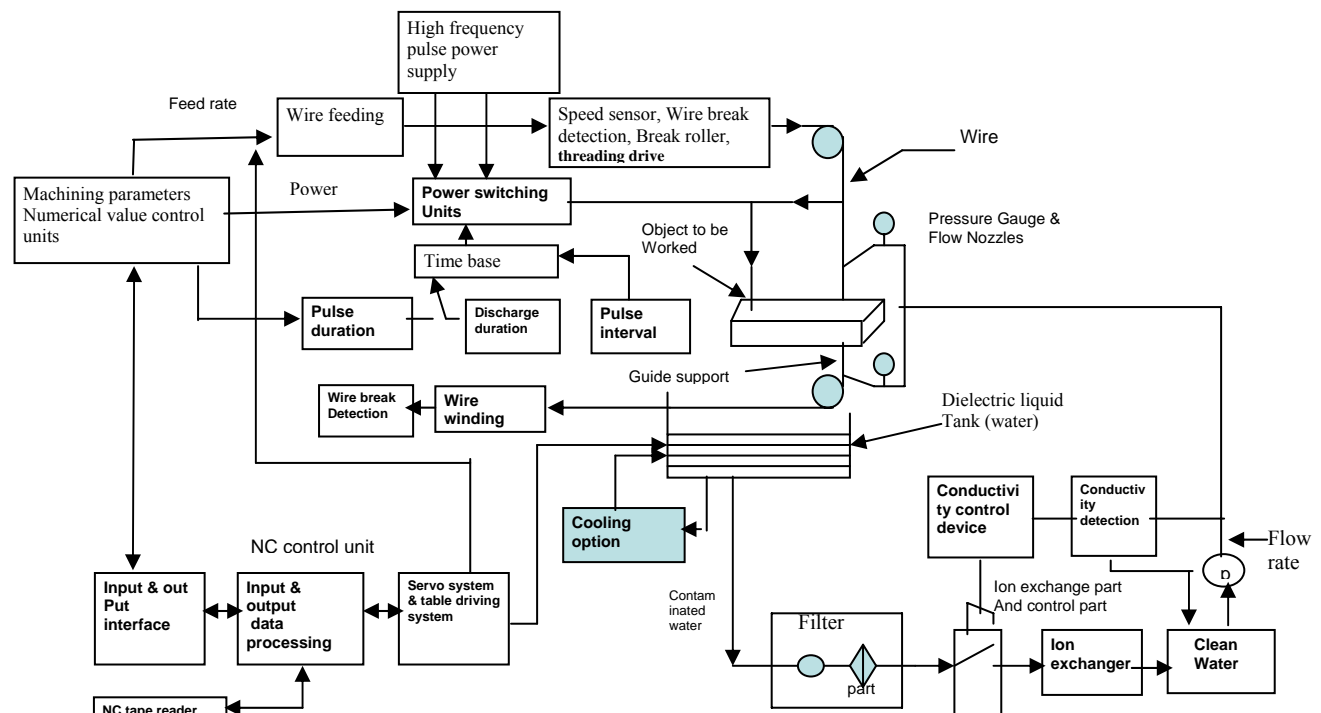 High frequency
pulse power
supply
Feed rate
Wire feeding
Speed sensor, Wire break
detection, Break roller,
threading drive
Wire
Machining parameters
Numerical value control
units
Power
Power switching
Units
Pressure Gauge &
Flow Nozzles
Object to be
Worked
Time base
Pulse
duration
Discharge
duration
Pulse
interval
Guide support
Wire break
Detection
Wire
winding
Dielectric liquid
Tank (water)
Conductivi
ty control
device
Conductiv
ity
detection
Cooling
option
NC control unit
Flow
rate
p
Input & out
Put
interface
Input &
output
data
processing
Servo system
& table driving
system
Contam
inated
water
Ion exchange part
And control part
Filter
part
Ion
exchanger
Clean
Water
NC tape reader